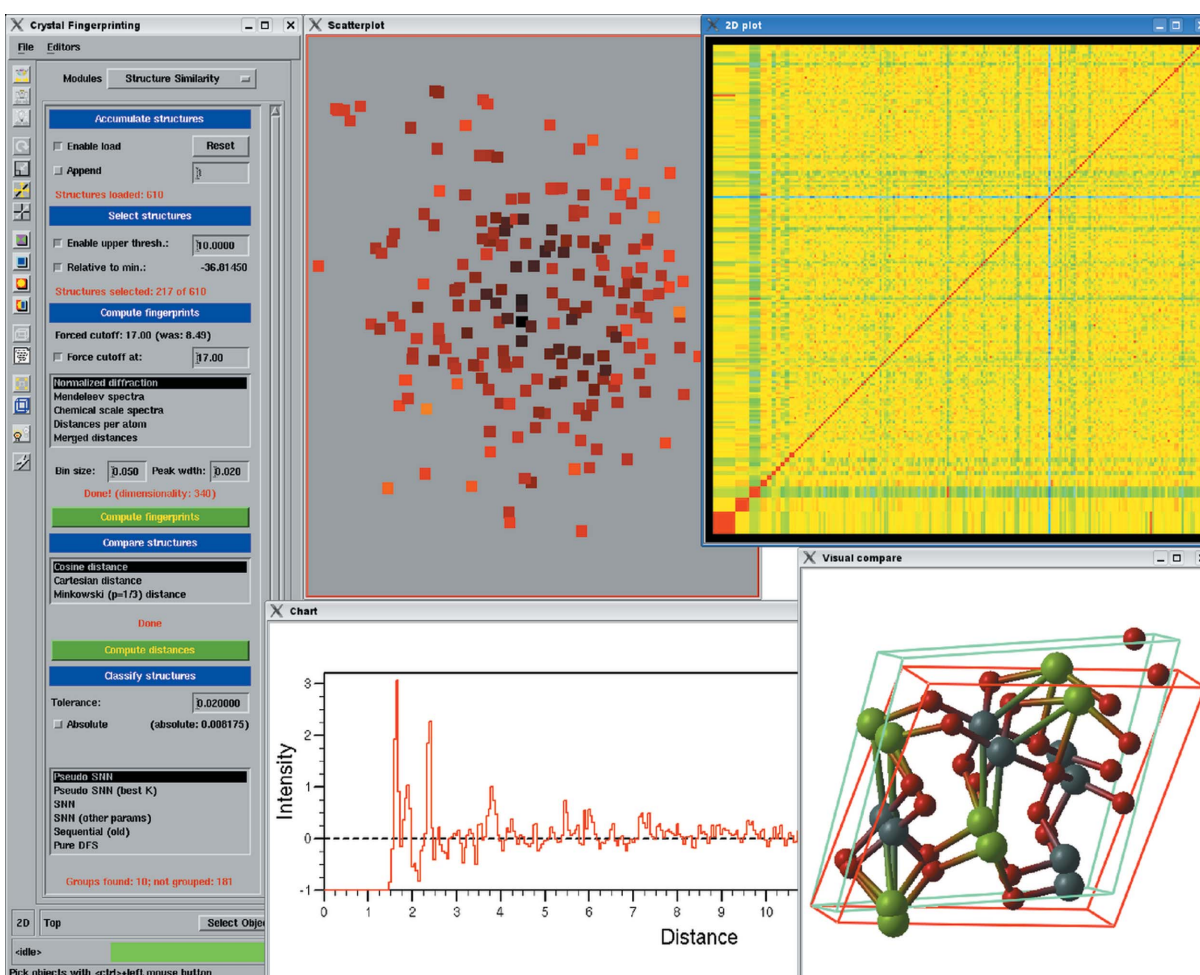 Crystal Fingerprinting
File Editors
Modules Structure Similarity
Accumulate structures
Enable load Reset
Append
Structures loaded: 610
Select structures
Enable upper thresh.: 10.0000
Relative to min.: -36.81450
Structures selected: 217 of 610
Compute fingerprints
Forced cutoff: 17.00 (was: 8.49)
Force cutoff at: 17.00
Normalized diffraction
Mendeleev spectra
Chemical scale spectra
Distances per atom
Merged distances
Bin size: 0.050 Peak wdth: 0.020
Done! (dimensionality: 340)
Compute fingerprints
Compare structures
Cosine distance
Cartesian distance
Minkowski (p=1/3) distance
Done
Compute distances
Classify structures
Tolerance: 0.020000
Absolute (absolute: 0.008175)
Pseudo SNN
Pseudo SNN (best K)
SNN
SNN (other params)
Sequential (old)
Pure DFS
Groups found: 10; not grouped: 181
2D Top Select Obje
<idle>
Pick objects with <ctrl>+left mouse button
Scatterplot
2D plot
Chart
Intensity
3
2
1
0
-1
0 1 2 3 4 5 6 7 8 9 10
Distance
Visual compare